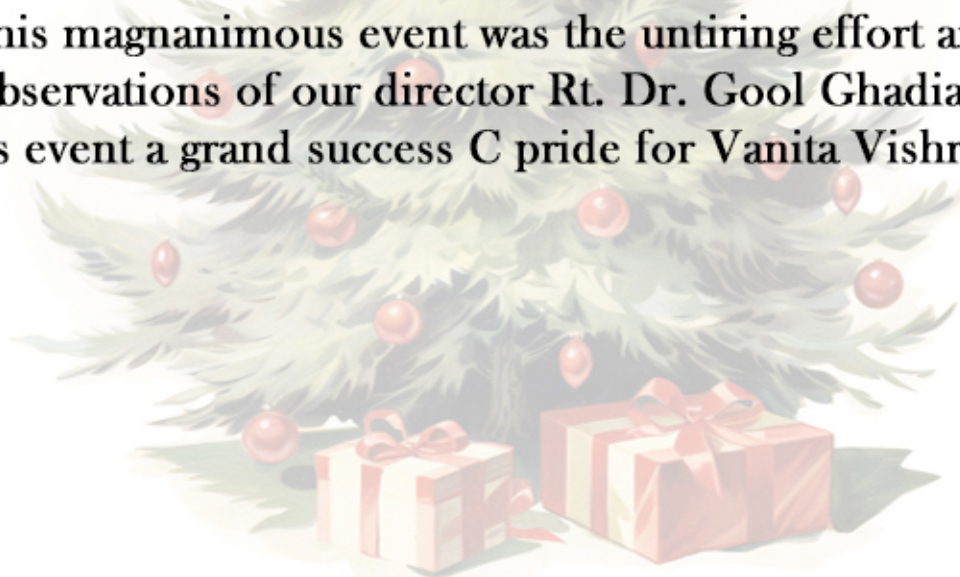 his magnanimous event was the untiring effort a
bservations of our director Rt. Dr. Gool Ghadia
s event a grand success C pride for Vanita Vish